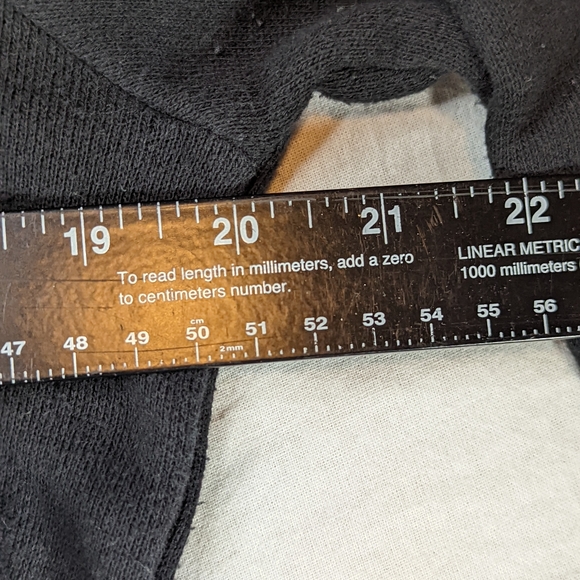 19 20 21 22
To read length in millimeters, add a zero
to centimeters number.
LINEAR METRIC
1000 millimeters
cm
47 48 49 50 51 52 53 54 55 56
2mm